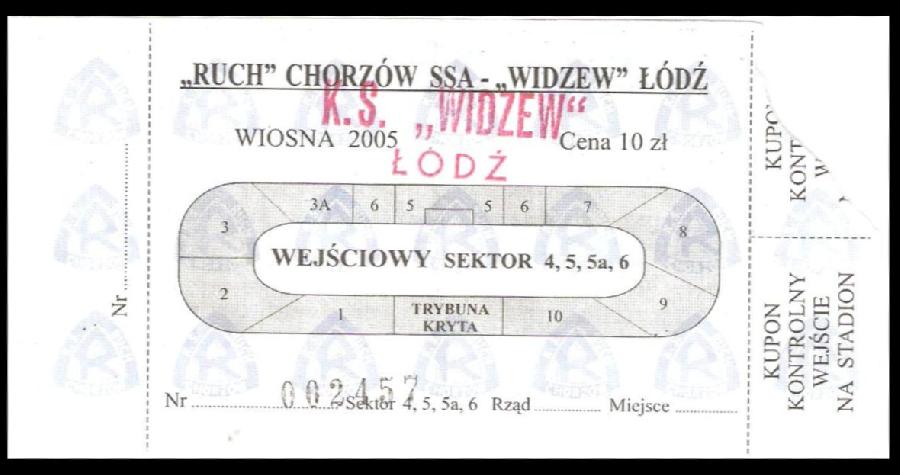 „RUCH” CHORZÓW SSA - „WIDZEW” ŁÓDŹ
K.S. „WIDZEW“
WIOSNA 2005 Cena 10 zł
ŁÓDŹ
3A 6 5 5 6 7
3 8
WEJŚCIOWY SEKTOR 4, 5, 5a, 6
2 9
1 TRYBUNA 10
KRYTA
Nr 002457 Sektor 4, 5, 5a, 6 Rząd Miejsce
Nr
KUPON
KONT
W
KUPON
KONTROLNY
WEJŚCIE
NA STADION